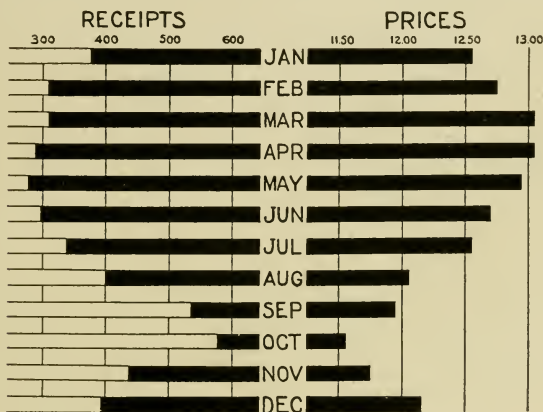 RECEIPTS PRICES
300 400 500 600 11.50 12.00 12.50 13.00
JAN
FEB
MAR
APR
MAY
JUN
JUL
AUG
SEP
OCT
NOV
DEC